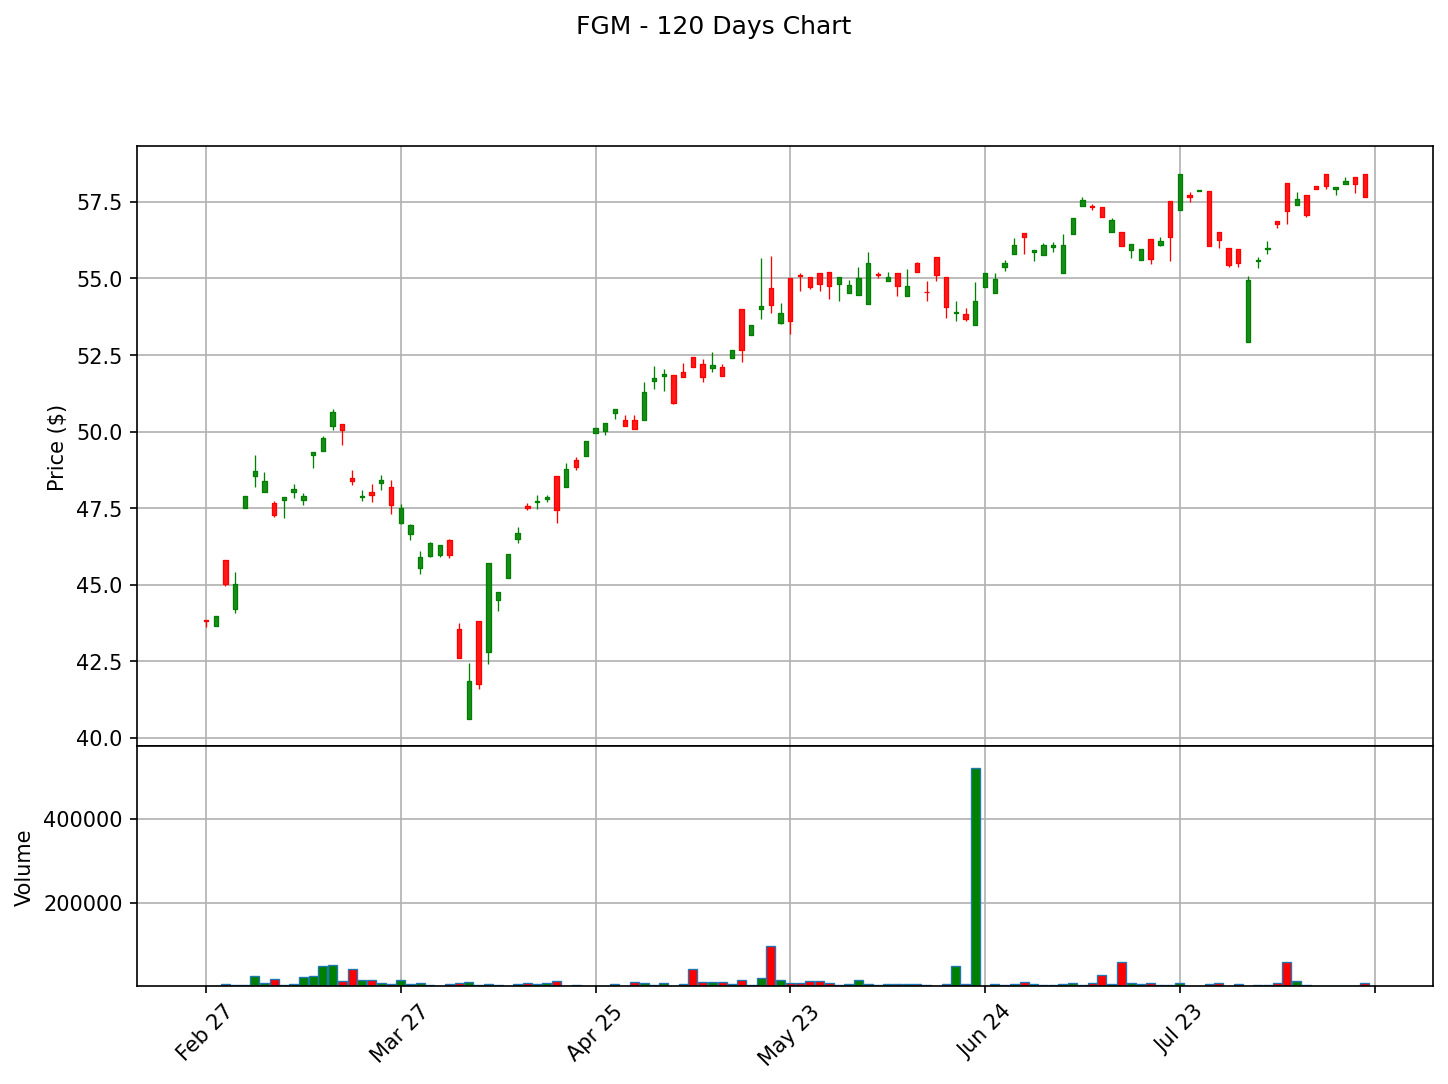 FGM - 120 Days Chart
Price ($)
57.5
55.0
52.5
50.0
47.5
45.0
42.5
40.0
Volume
400000
200000
Feb 27
Mar 27
Apr 25
May 23
Jun 24
Jul 23